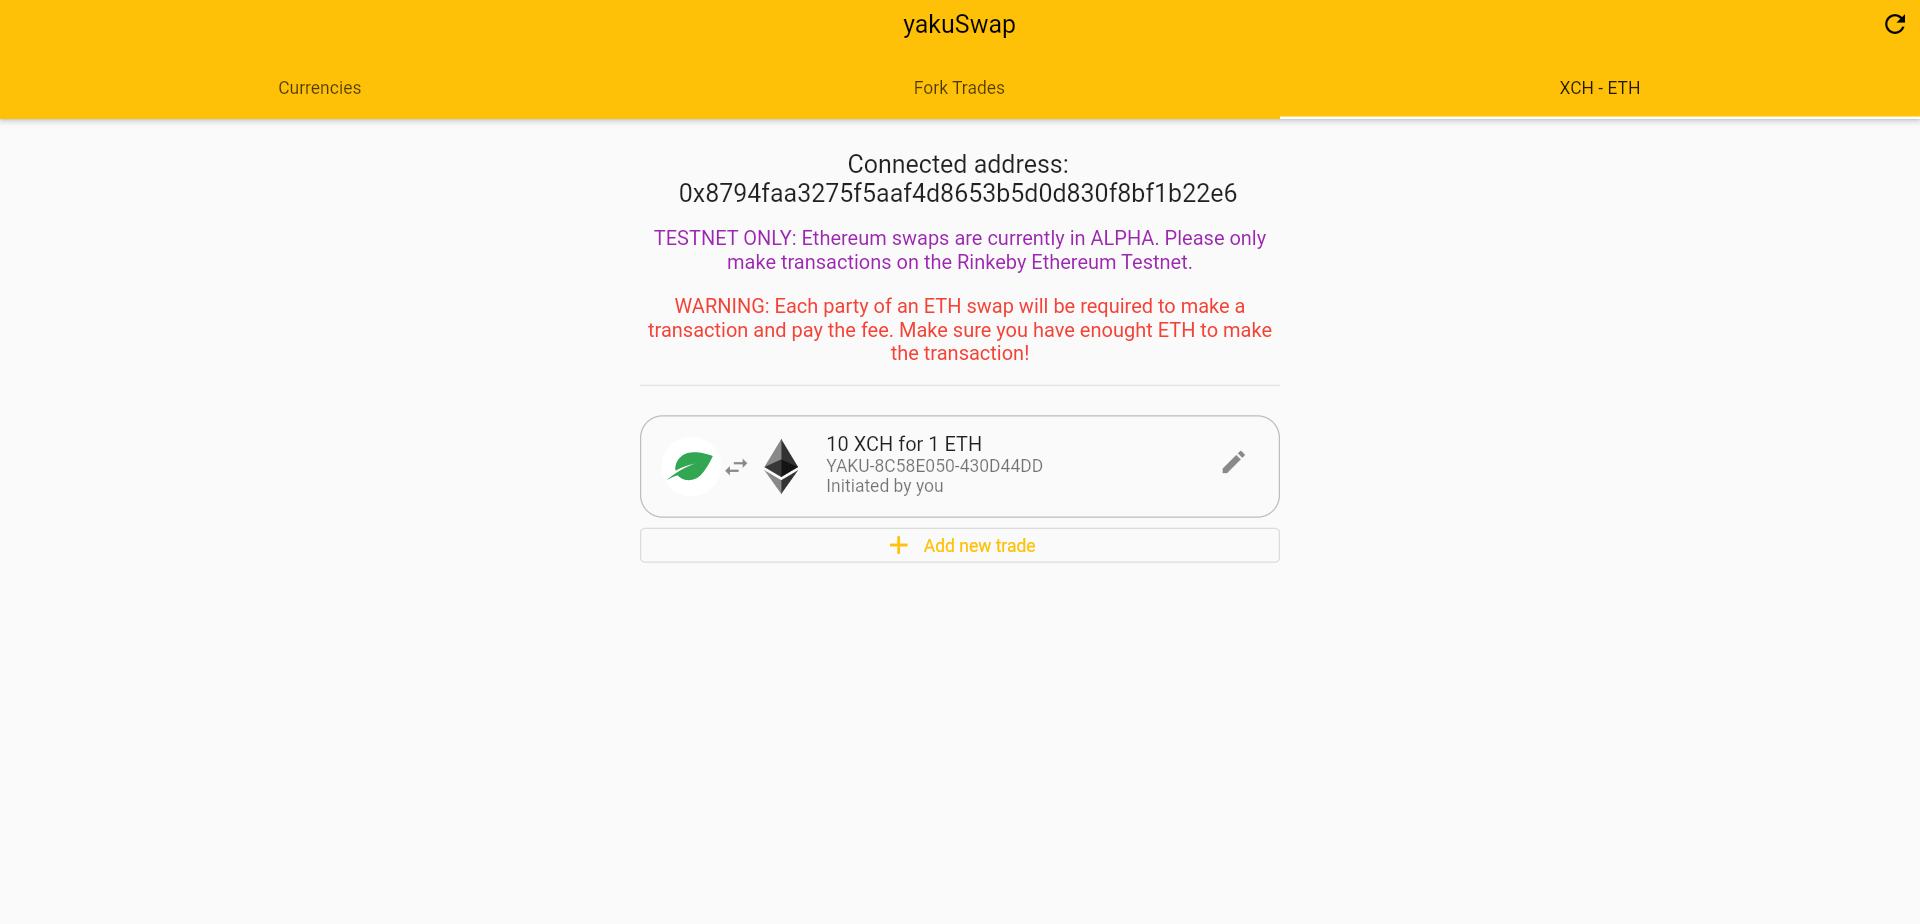 yakuSwap
Currencies
Fork Trades
XCH - ETH
Connected address:
0x8794faa3275f5aaf4d8653b5d0d830f8bf1b22e6
TESTNET ONLY: Ethereum swaps are currently in ALPHA. Please only
make transactions on the Rinkeby Ethereum Testnet.
WARNING: Each party of an ETH swap will be required to make a
transaction and pay the fee. Make sure you have enought ETH to make
the transaction!
10 XCH for 1 ETH
YAKU-8C58E050-430D44DD
Initiated by you
Add new trade